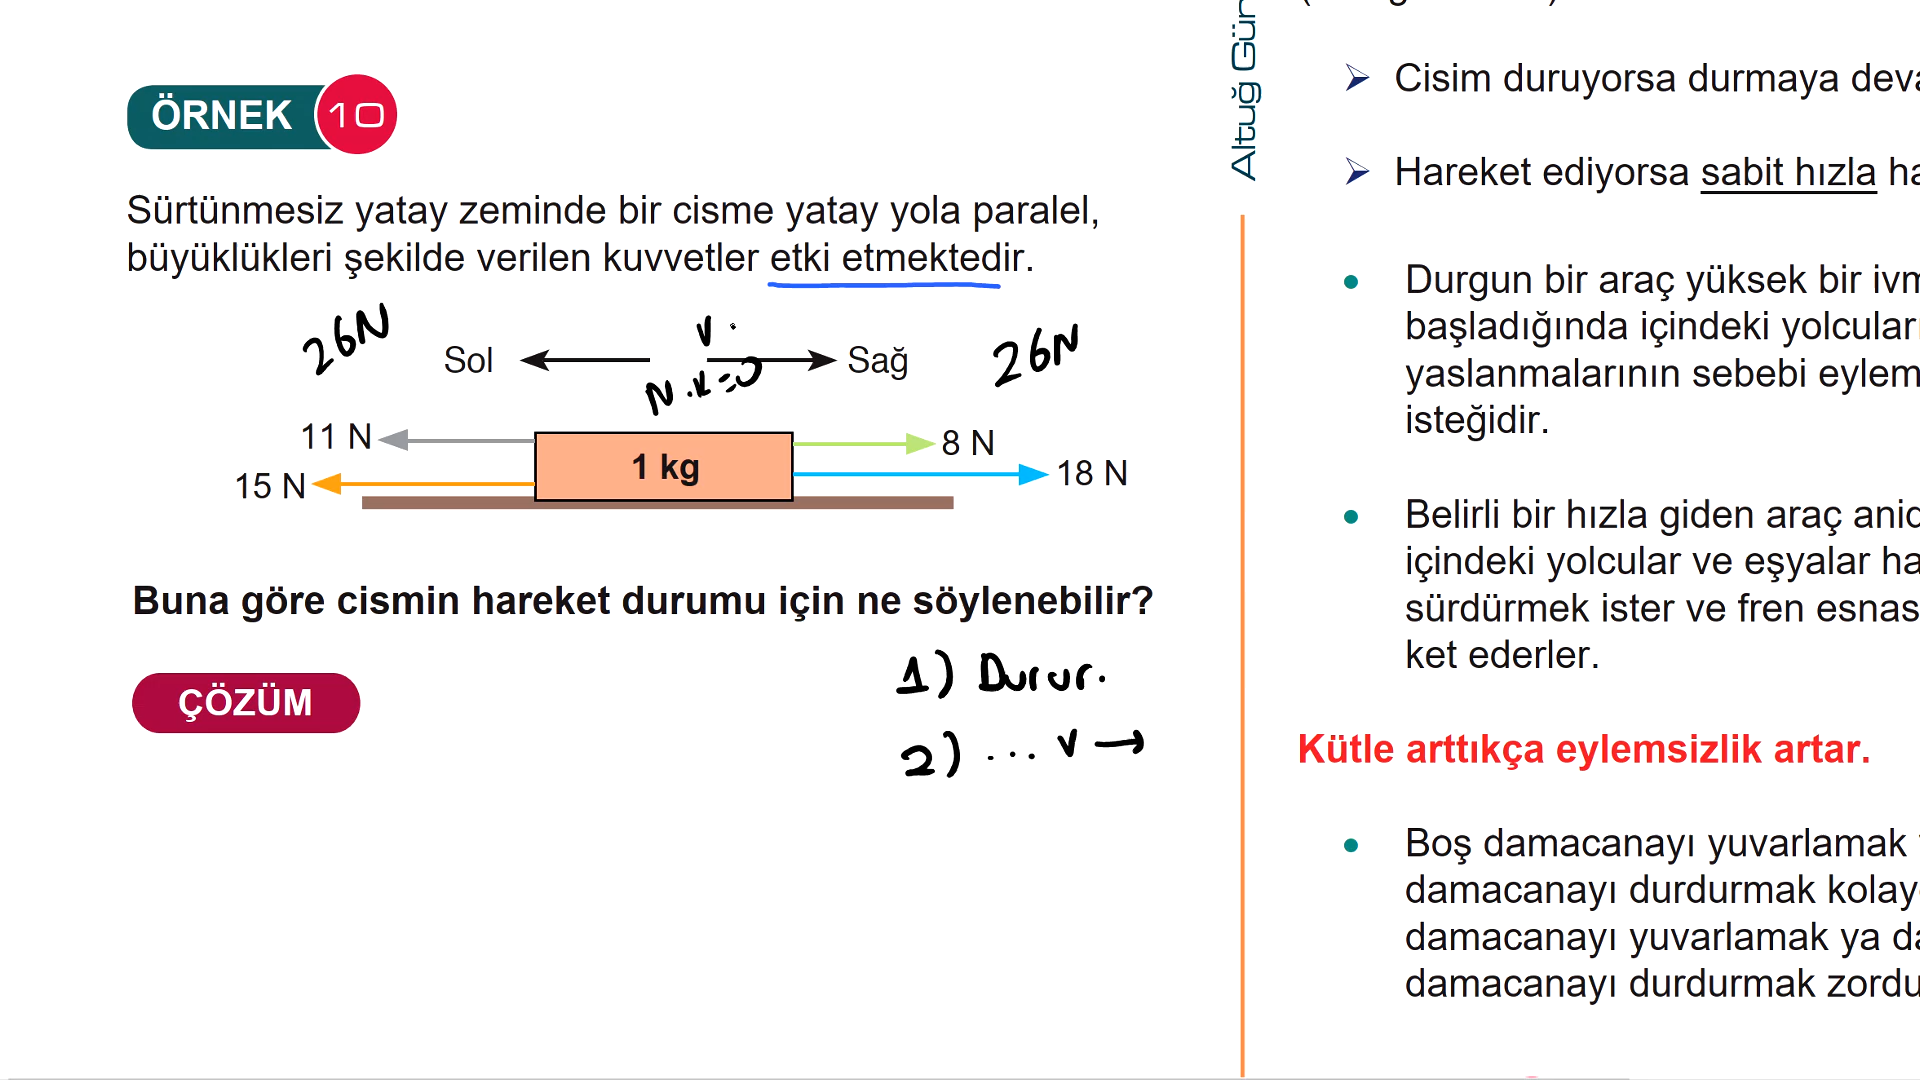 ÖRNEK 10
Sürtünmesiz yatay zeminde bir cisme yatay yola paralel,
büyüklükleri şekilde verilen kuvvetler etki etmektedir.
26N
Sol
V.
Sağ
26N
N.K=0
11 N
8 N
15 N
1 kg
18 N
Buna göre cismin hareket durumu için ne söylenebilir?
1) Durur.
ÇÖZÜM
2) ... V →
Altuğ Gün
Cisim duruyorsa durmaya deva
Hareket ediyorsa sabit hızla ha
Durgun bir araç yüksek bir ivm
başladığında içindeki yolcuları
yaslanmalarının sebebi eylem
isteğidir.
Belirli bir hızla giden araç anid
içindeki yolcular ve eşyalar ha
sürdürmek ister ve fren esnas
ket ederler.
Kütle arttıkça eylemsizlik artar.
Boş damacanayı yuvarlamak
damacanayı durdurmak kolay
damacanayı yuvarlamak ya da
damacanayı durdurmak zordu